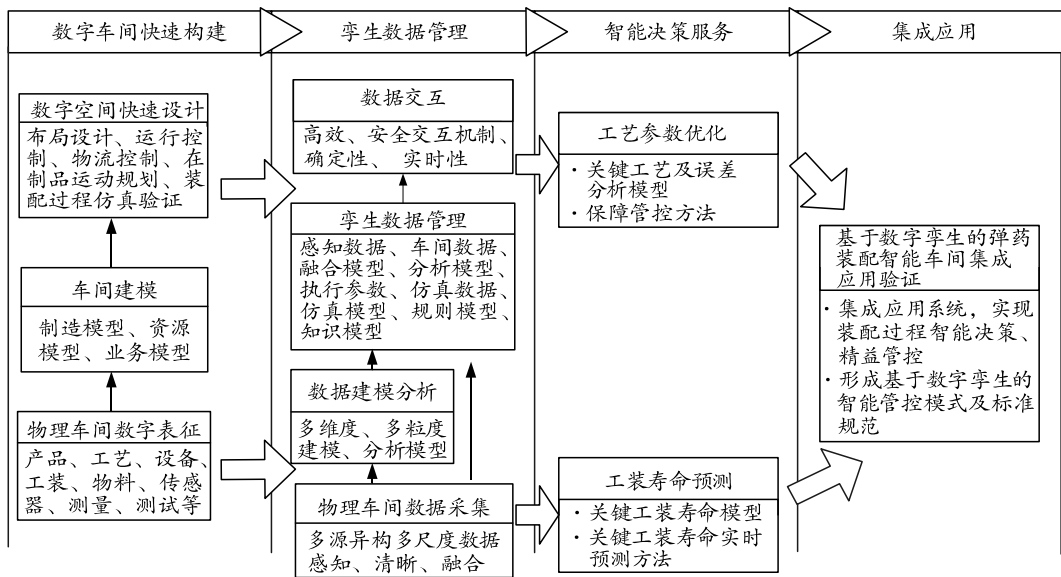 数字车间快速构建
孪生数据管理
智能决策服务
集成应用
数字空间快速设计
布局设计、运行控
制、物流控制、在
制品运动规划、装
配过程仿真验证
车间建模
制造模型、资源
模型、业务模型
物理车间数字表征
产品、工艺、设备、
工装、物料、传感
器、测量、测试等
数据交互
高效、安全交互机制、
确定性、 实时性
孪生数据管理
感知数据、车间数据、
融合模型、分析模型、
执行参数、仿真数据、
仿真模型、规则模型、
知识模型
数据建模分析
多维度、多粒度
建模、分析模型
物理车间数据采集
多源异构多尺度数据
感知、清晰、融合
工艺参数优化
· 关键工艺及误差
分析模型
· 保障管控方法
工装寿命预测
· 关键工装寿命模型
· 关键工装寿命实时
预测方法
基于数字孪生的弹药
装配智能车间集成
应用验证
· 集成应用系统，实现
装配过程智能决策、
精益管控
· 形成基于数字孪生的
智能管控模式及标准
规范